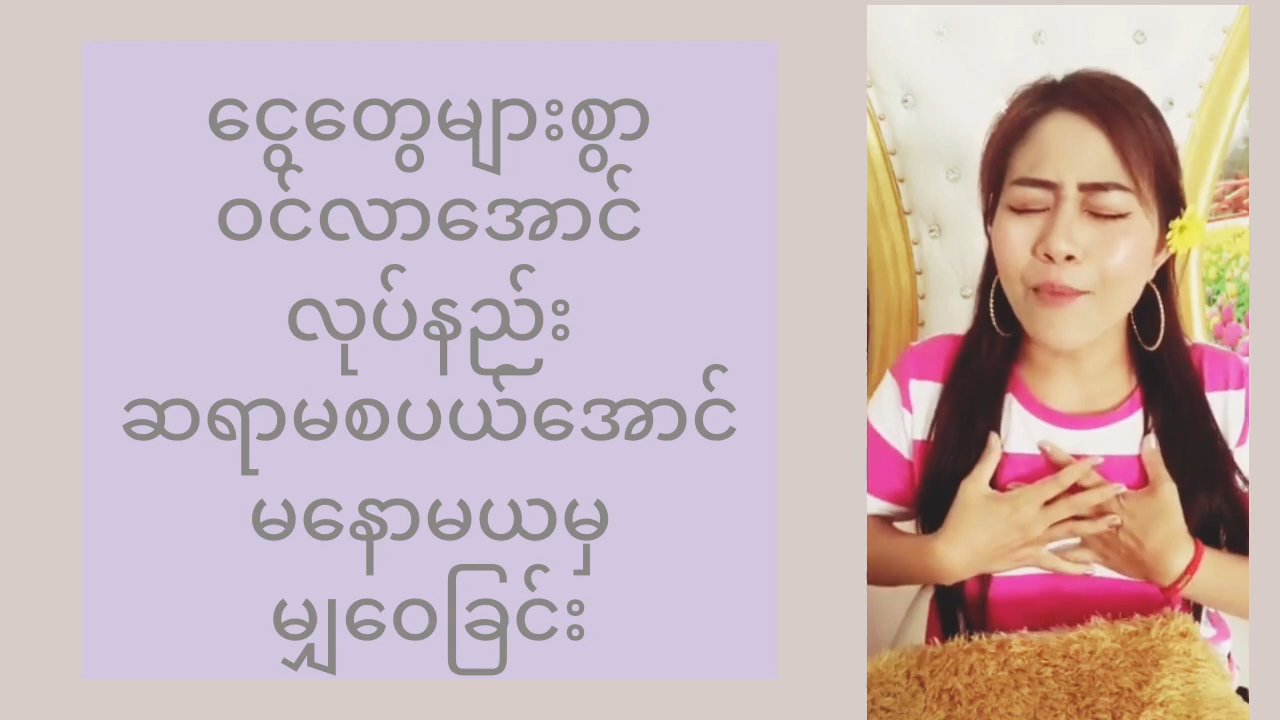 ငွေတွေများစွာ
ဝင်လာအောင်
လုပ်နည်း
ဆရာမစပယ်အောင်
မနောမယမှ
မျှဝေခြင်း